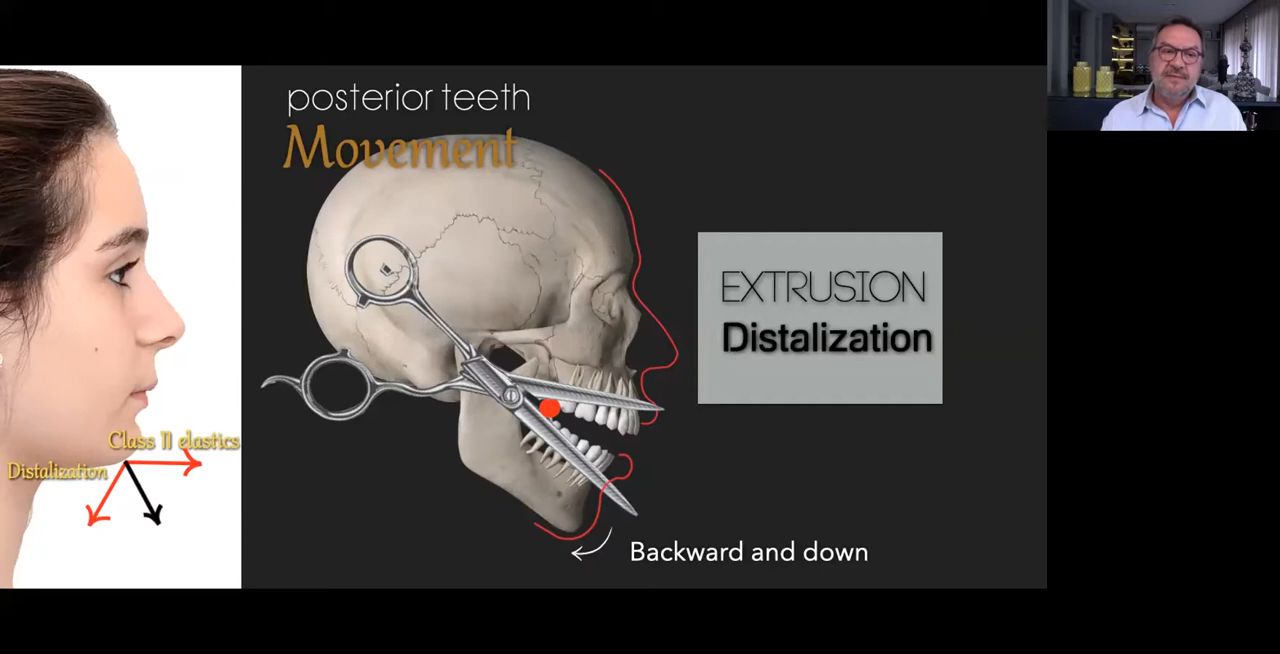 posterior teeth
Movement
EXTRUSION
Distalization
Class II elastics
Distalization
Backward and down